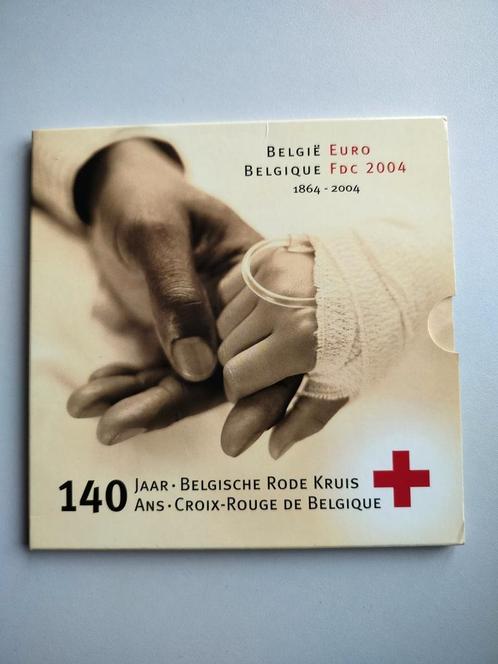 BELGIË EURO
BELGIQUE FDC 2004
1864 - 2004
140 JAAR · BELGISCHE RODE KRUIS
ANS · CROIX-ROUGE DE BELGIQUE